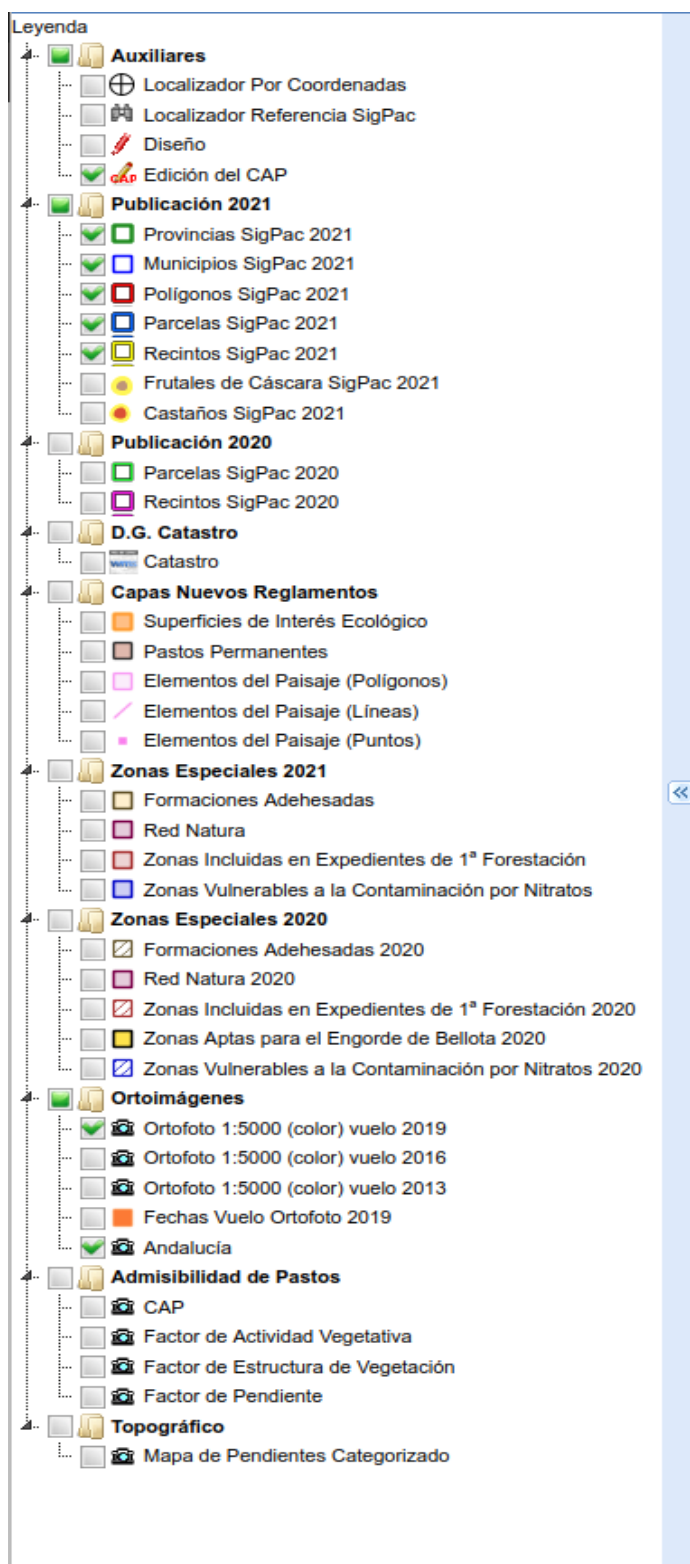 Leyenda
Auxiliares
Localizador Por Coordenadas
Localizador Referencia SigPac
Diseño
CAP Edición del CAP
Publicación 2021
Provincias SigPac 2021
Municipios SigPac 2021
Polígonos SigPac 2021
Parcelas SigPac 2021
Recintos SigPac 2021
Frutales de Cáscara SigPac 2021
Castaños SigPac 2021
Publicación 2020
Parcelas SigPac 2020
Recintos SigPac 2020
D.G. Catastro
Catastro
Capas Nuevos Reglamentos
Superficies de Interés Ecológico
Pastos Permanentes
Elementos del Paisaje (Polígonos)
Elementos del Paisaje (Líneas)
Elementos del Paisaje (Puntos)
Zonas Especiales 2021
Formaciones Adehesadas
Red Natura
Zonas Incluidas en Expedientes de 1ª Forestación
Zonas Vulnerables a la Contaminación por Nitratos
Zonas Especiales 2020
Formaciones Adehesadas 2020
Red Natura 2020
Zonas Incluidas en Expedientes de 1ª Forestación 2020
Zonas Aptas para el Engorde de Bellota 2020
Zonas Vulnerables a la Contaminación por Nitratos 2020
Ortoimágenes
Ortofoto 1:5000 (color) vuelo 2019
Ortofoto 1:5000 (color) vuelo 2016
Ortofoto 1:5000 (color) vuelo 2013
Fechas Vuelo Ortofoto 2019
Andalucía
Admisibilidad de Pastos
CAP
Factor de Actividad Vegetativa
Factor de Estructura de Vegetación
Factor de Pendiente
Topográfico
Mapa de Pendientes Categorizado